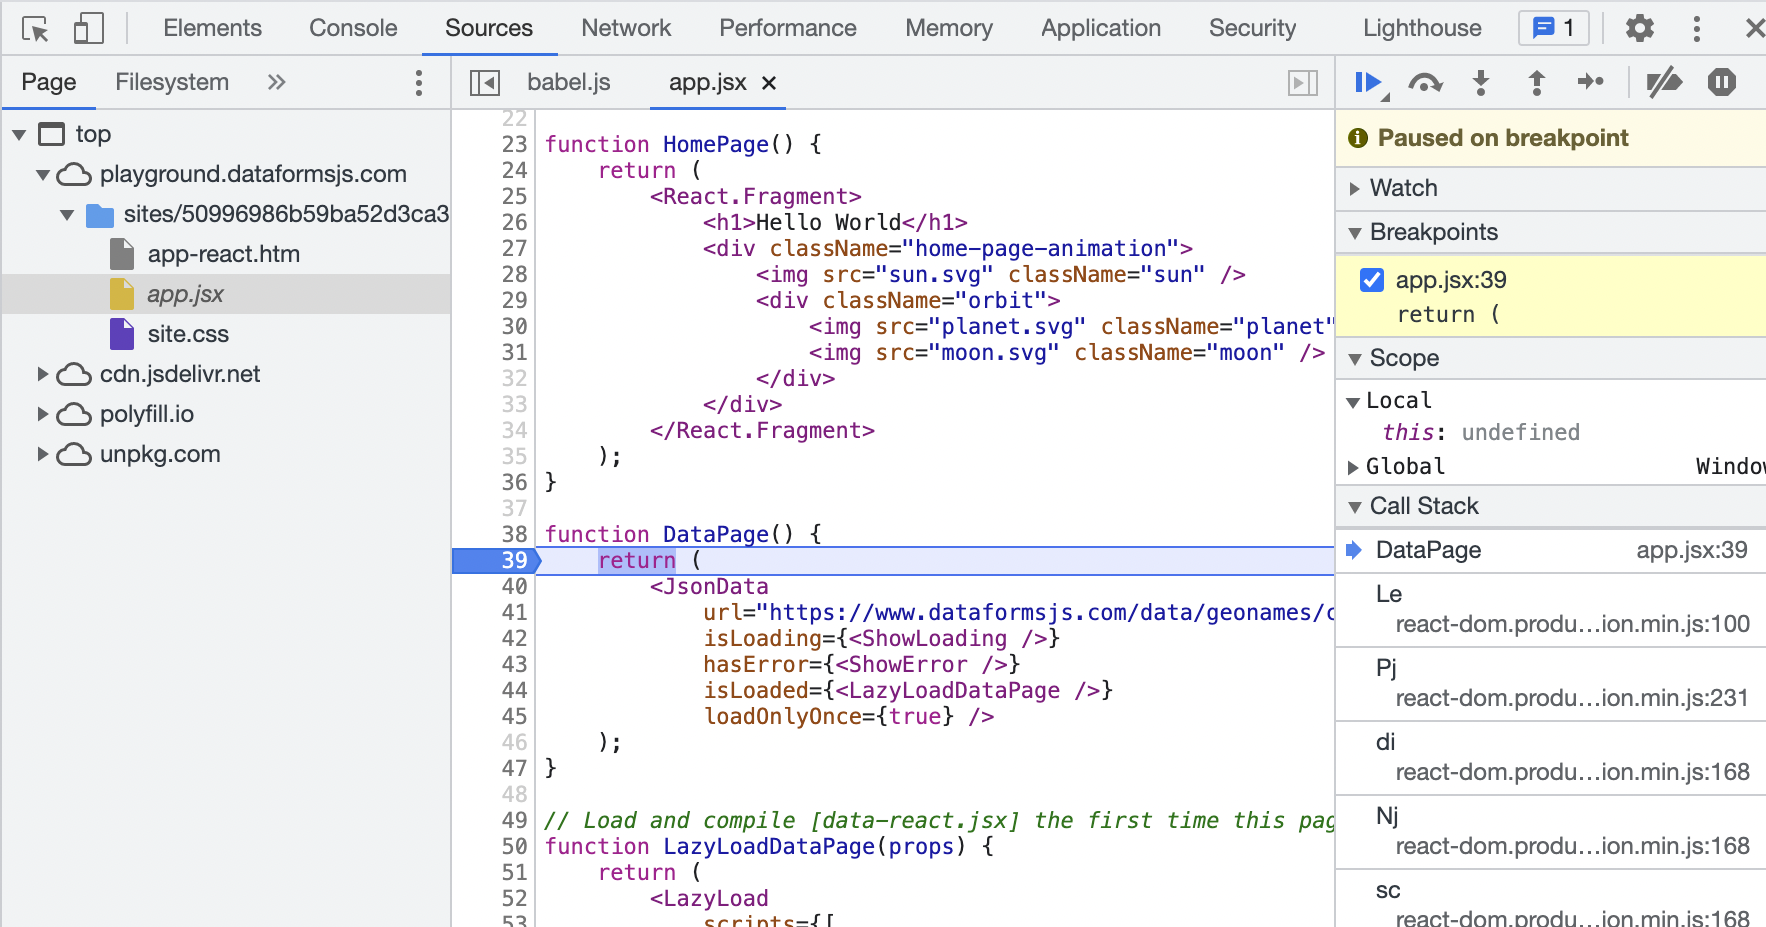 Elements Console Sources Network Performance Memory Application Security Lighthouse 1
Page Filesystem
top
playground.dataformsjs.com
sites/50996986b59ba52d3ca3
app-react.htm
app.jsx
site.css
cdn.jsdelivr.net
polyfill.io
unpkg.com
babel.js app.jsx
22
23 function HomePage() {
24 return (
25 <React.Fragment>
26 <h1>Hello World</h1>
27 <div className="home-page-animation">
28 <img src="sun.svg" className="sun" />
29 <div className="orbit">
30 <img src="planet.svg" className="planet"
31 <img src="moon.svg" className="moon" />
32 </div>
33 </div>
34 </React.Fragment>
35 );
36 }
37
38 function DataPage() {
39 return (
40 <JsonData
41 url="https://www.dataformsjs.com/data/geonames/c
42 isLoading={<ShowLoading />}
43 hasError={<ShowError />}
44 isLoaded={<LazyLoadDataPage />}
45 loadOnlyOnce={true} />
46 );
47 }
48
49 // Load and compile [data-react.jsx] the first time this pag
50 function LazyLoadDataPage(props) {
51 return (
52 <LazyLoad
53 scripts={[
Paused on breakpoint
Watch
Breakpoints
app.jsx:39
return (
Scope
Local
this: undefined
Global Window
Call Stack
DataPage app.jsx:39
Le
react-dom.produ…ion.min.js:100
Pj
react-dom.produ…ion.min.js:231
di
react-dom.produ…ion.min.js:168
Nj
react-dom.produ…ion.min.js:168
sc
react-dom.produ…ion.min.js:168